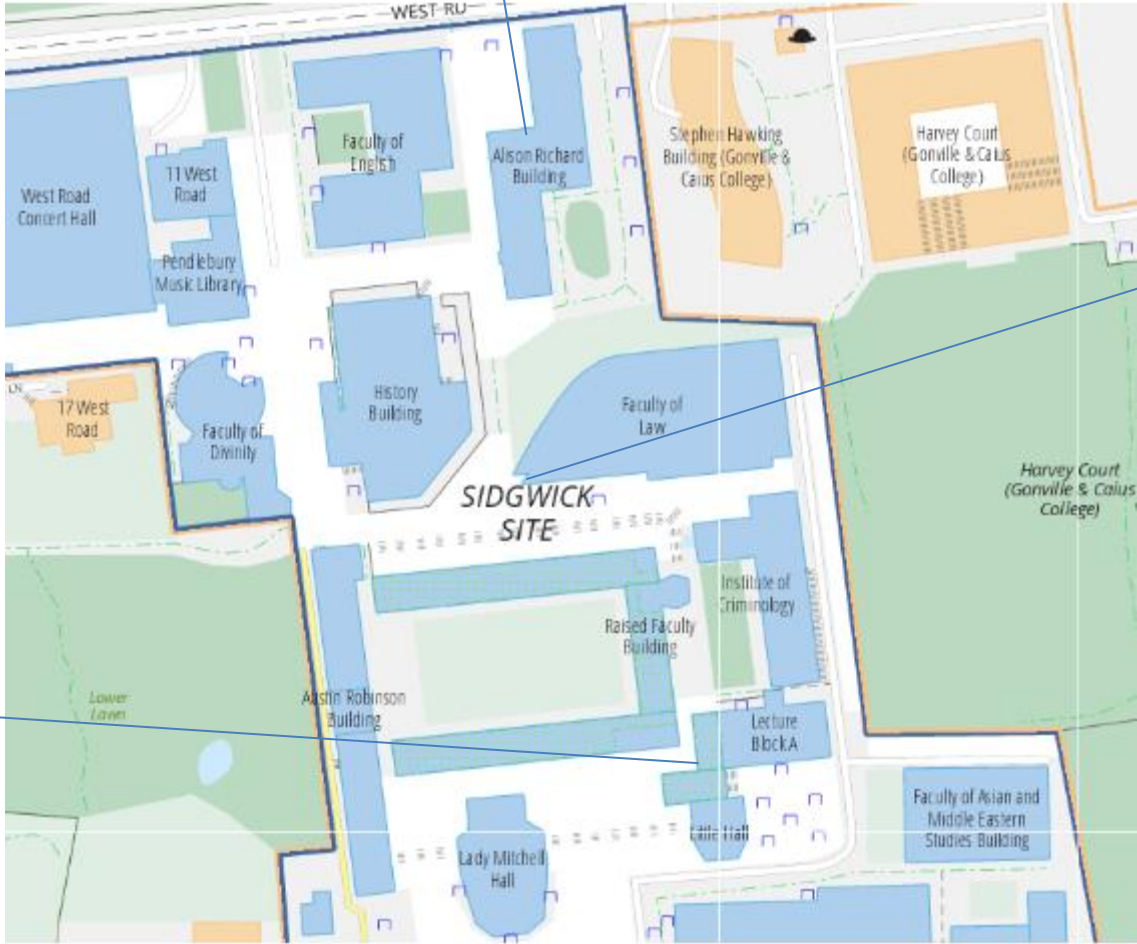 WEST RD
Faculty of
English
Alison Richard
Building
Stephen Hawking
Building (Gonville &
Caius College)
Harvey Court
(Gonville & Caius
College)
West Road
Concert Hall
11 West
Road
Pendlebury
Music Library
17 West
Road
Faculty of
Divinity
History
Building
Faculty of
Law
Harvey Court
(Gonville & Caius
College)
SIDGWICK
SITE
Institute of
Criminology
Raised Faculty
Building
Lower
Lawn
Austin Robinson
Building
Lecture
Block A
Lady Mitchell
Hall
Little Hall
Faculty of Asian and
Middle Eastern
Studies Building